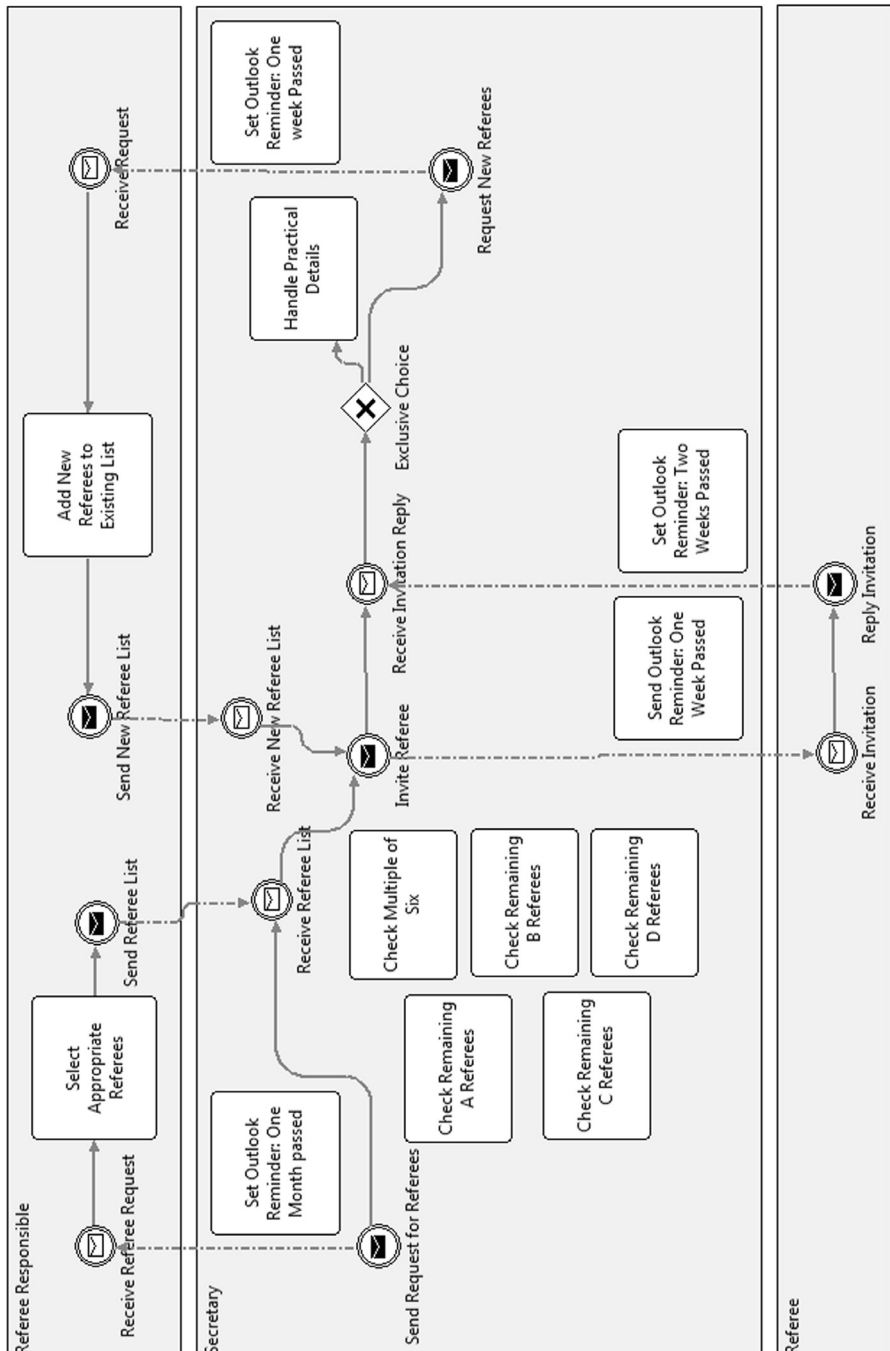 Referee Responsible
Receive Referee Request
Select
Appropriate
Referees
Send Referee List
Send New Referee List
Add New
Referees to
Existing List
Receive Request
Secretary
Send Request for Referees
Set Outlook
Reminder: One
Month passed
Receive Referee List
Receive New Referee List
Invite Referee
Receive Invitation Reply
Exclusive Choice
Handle Practical
Details
Set Outlook
Reminder: One
week Passed
Request New Referees
Check Multiple of
Six
Check Remaining
A Referees
Check Remaining
B Referees
Check Remaining
C Referees
Check Remaining
D Referees
Send Outlook
Reminder: One
Week Passed
Set Outlook
Reminder: Two
Weeks Passed
Referee
Receive Invitation
Reply Invitation